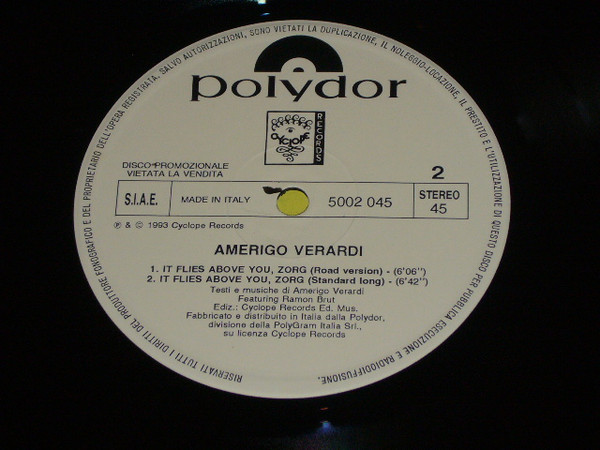 RISERVATI TUTTI I DIRITTI DEL PRODUTTORE FONOGRAFICO E DEL PROPRIETARIO DELL'OPERA REGISTRATA. SALVO AUTORIZZAZIONI, SONO VIETATI LA DUPLICAZIONE, IL NOLEGGIO-LOCAZIONE, IL PRESTITO E L'UTILIZZAZIONE DI QUESTO DISCO PER PUBBLICA ESECUZIONE E RADIODIFFUSIONE.
polydor
CYCLOPE
RECORDS
DISCO PROMOZIONALE
VIETATA LA VENDITA
2
S.I.A.E.
MADE IN ITALY
5002 045
STEREO
45
℗ & © 1993 Cyclope Records
AMERIGO VERARDI
1. IT FLIES ABOVE YOU, ZORG (Road version) - (6'06'')
2. IT FLIES ABOVE YOU, ZORG (Standard long) - (6'42'')
Testi e musiche di Amerigo Verardi
Featuring Ramon Brut
Ediz.: Cyclope Records Ed. Mus.
Fabbricato e distribuito in Italia dalla Polydor,
divisione della PolyGram Italia Srl.,
su licenza Cyclope Records